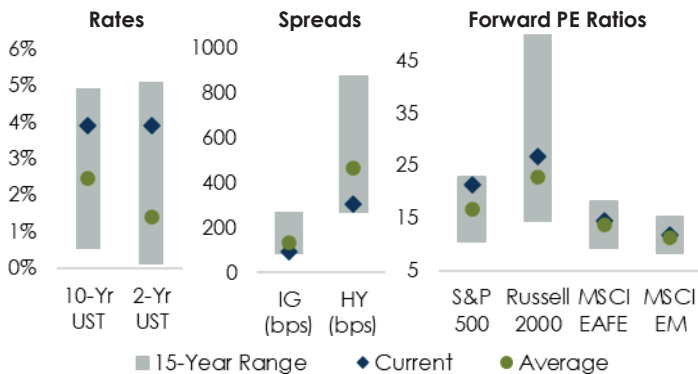 Rates
6%
5%
4%
3%
2%
1%
0%
10-Yr
UST
2-Yr
UST
Spreads
1000
800
600
400
200
0
IG
(bps)
HY
(bps)
Forward PE Ratios
45
35
25
15
5
S&P
500
Russell
2000
MSCI
EAFE
MSCI
EM
15-Year Range
Current
Average